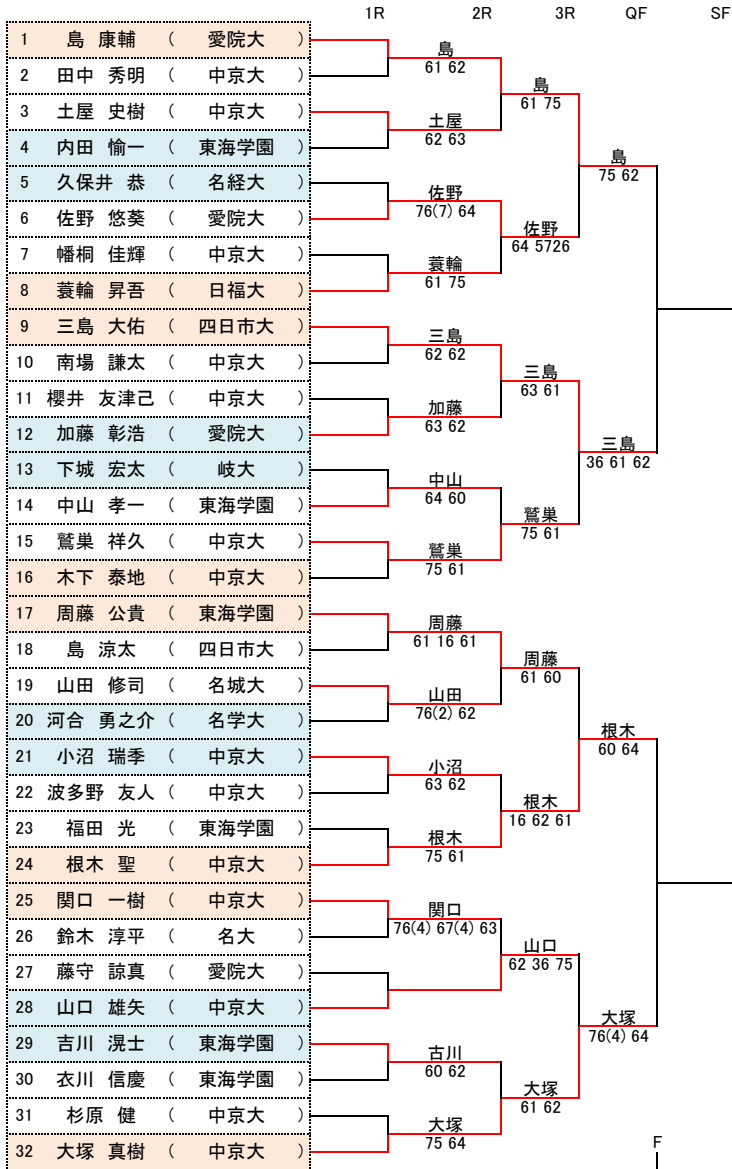 1R 2R 3R QF SF
1 島 康輔 ( 愛院大 )
2 田中 秀明 ( 中京大 )
3 土屋 史樹 ( 中京大 )
4 内田 愉一 ( 東海学園 )
5 久保井 恭 ( 名経大 )
6 佐野 悠葵 ( 愛院大 )
7 幡桐 佳輝 ( 中京大 )
8 蓑輪 昇吾 ( 日福大 )
9 三島 大佑 ( 四日市大 )
10 南場 謙太 ( 中京大 )
11 櫻井 友津己 ( 中京大 )
12 加藤 彰浩 ( 愛院大 )
13 下城 宏太 ( 岐大 )
14 中山 孝一 ( 東海学園 )
15 鷲巣 祥久 ( 中京大 )
16 木下 泰地 ( 中京大 )
17 周藤 公貴 ( 東海学園 )
18 島 涼太 ( 四日市大 )
19 山田 修司 ( 名城大 )
20 河合 勇之介 ( 名学大 )
21 小沼 瑞季 ( 中京大 )
22 波多野 友人 ( 中京大 )
23 福田 光 ( 東海学園 )
24 根木 聖 ( 中京大 )
25 関口 一樹 ( 中京大 )
26 鈴木 淳平 ( 名大 )
27 藤守 諒真 ( 愛院大 )
28 山口 雄矢 ( 中京大 )
29 吉川 滉士 ( 東海学園 )
30 衣川 信慶 ( 東海学園 )
31 杉原 健 ( 中京大 )
32 大塚 真樹 ( 中京大 )
島
61 62
土屋
62 63
佐野
76(7) 64
蓑輪
61 75
三島
62 62
加藤
63 62
中山
64 60
鷲巣
75 61
周藤
61 16 61
山田
76(2) 62
小沼
63 62
根木
75 61
関口
76(4) 67(4) 63
古川
60 62
大塚
75 64
島
61 75
佐野
64 5726
三島
63 61
鷲巣
75 61
周藤
61 60
根木
16 62 61
山口
62 36 75
大塚
61 62
島
75 62
三島
36 61 62
根木
60 64
大塚
76(4) 64
F